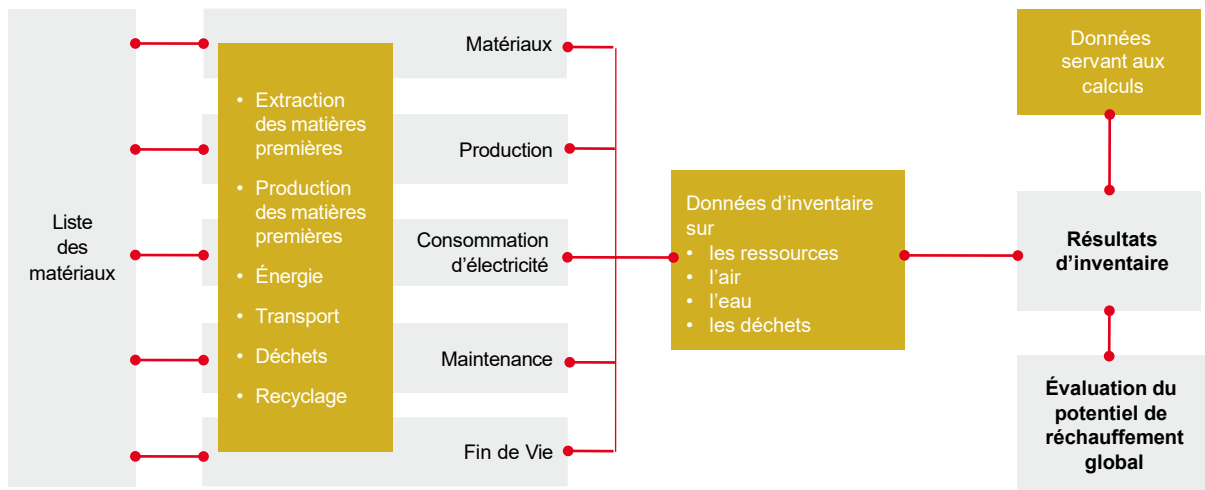 Liste
des
matériaux
• Extraction
des matières
premières
• Production
des matières
premières
• Énergie
• Transport
• Déchets
• Recyclage
Matériaux
Production
Consommation
d’électricité
Maintenance
Fin de Vie
Données d’inventaire
sur
• les ressources
• l’air
• l’eau
• les déchets
Données
servant aux
calculs
Résultats
d’inventaire
Évaluation du
potentiel de
réchauffement
global